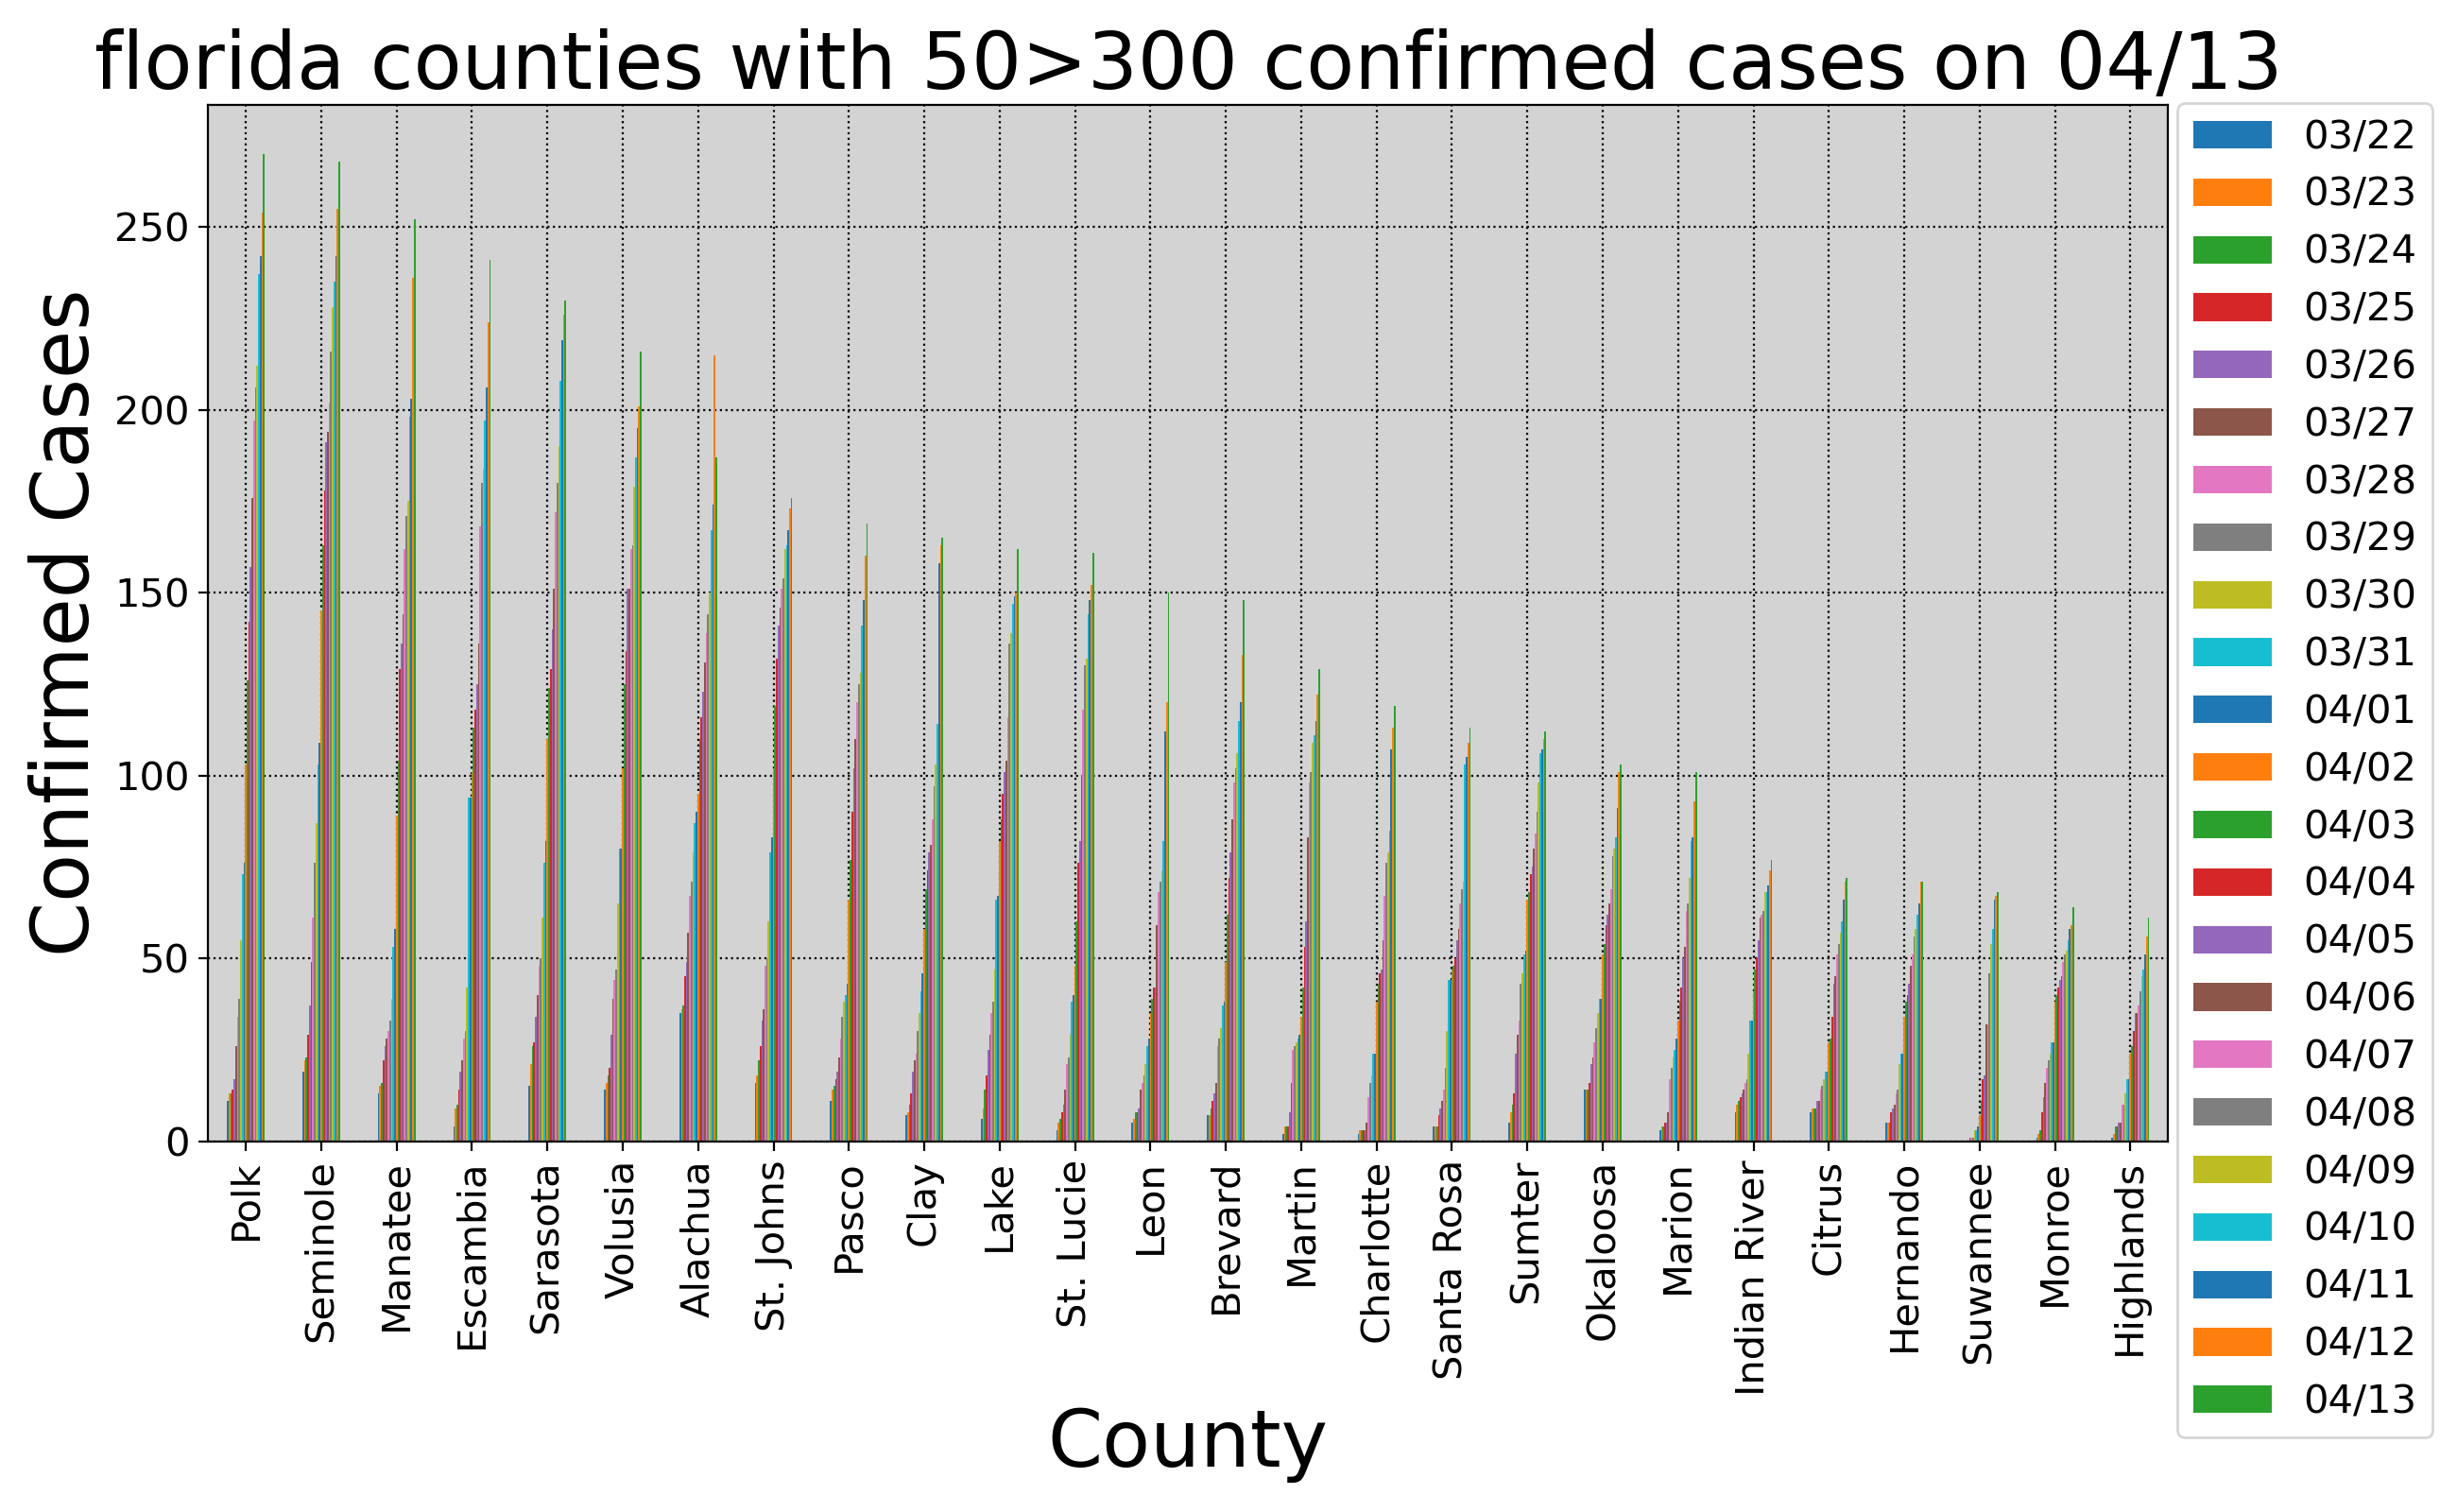 florida counties with 50>300 confirmed cases on 04/13
Confirmed Cases
250
200
150
100
50
0
Polk
Seminole
Manatee
Escambia
Sarasota
Volusia
Alachua
St. Johns
Pasco
Clay
Lake
St. Lucie
Leon
Brevard
Martin
Charlotte
Santa Rosa
Sumter
Okaloosa
Marion
Indian River
Citrus
Hernando
Suwannee
Monroe
Highlands
County
03/22
03/23
03/24
03/25
03/26
03/27
03/28
03/29
03/30
03/31
04/01
04/02
04/03
04/04
04/05
04/06
04/07
04/08
04/09
04/10
04/11
04/12
04/13